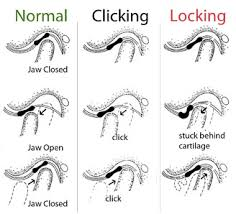 Normal Clicking Locking
Jaw Closed
Jaw Open click stuck behind
cartilage
Jaw Closed click